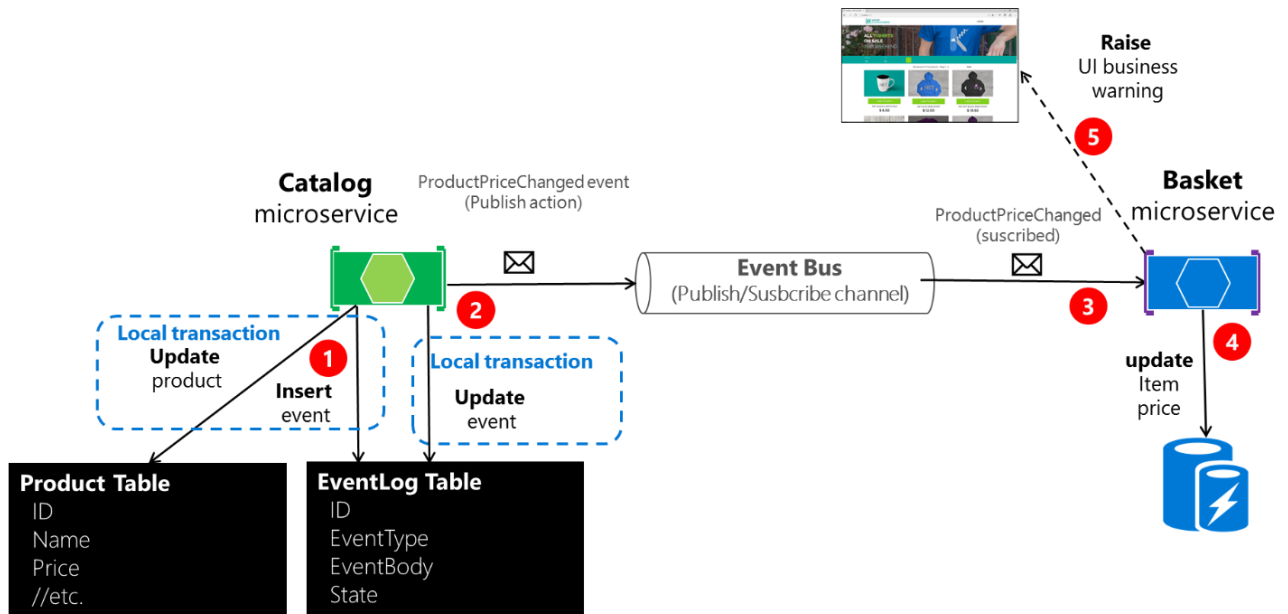 Raise
UI business
warning
5
Catalog
microservice
ProductPriceChanged event
(Publish action)
Basket
microservice
ProductPriceChanged
(suscribed)
Event Bus
(Publish/Susbcribe channel)
2
3
4
Local transaction
Update
product
1
Insert
event
Local transaction
Update
event
update
Item
price
Product Table
ID
Name
Price
//etc.
EventLog Table
ID
EventType
EventBody
State